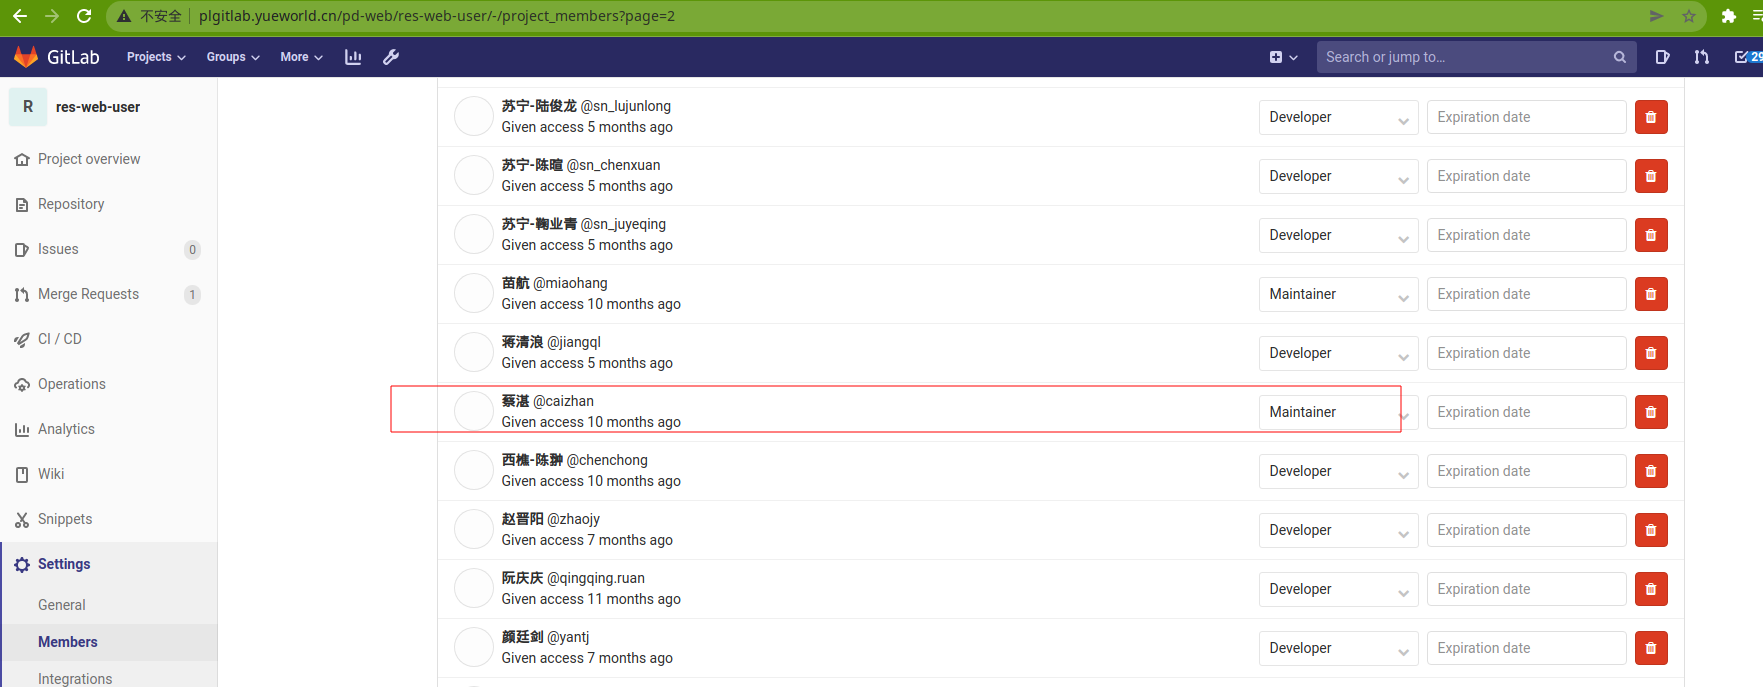 不安全 plgitlab.yueworld.cn/pd-web/res-web-user/-/project_members?page=2
GitLab Projects Groups More Search or jump to… 29
R res-web-user
Project overview
Repository
Issues 0
Merge Requests 1
CI / CD
Operations
Analytics
Wiki
Snippets
Settings
General
Members
Integrations
苏宁-陆俊龙 @sn_lujunlong
Given access 5 months ago
Developer Expiration date
苏宁-陈暄 @sn_chenxuan
Given access 5 months ago
Developer Expiration date
苏宁-鞠业青 @sn_juyeqing
Given access 5 months ago
Developer Expiration date
苗航 @miaohang
Given access 10 months ago
Maintainer Expiration date
蒋清浪 @jiangql
Given access 5 months ago
Developer Expiration date
蔡湛 @caizhan
Given access 10 months ago
Maintainer Expiration date
西樵-陈翀 @chenchong
Given access 10 months ago
Developer Expiration date
赵晋阳 @zhaojy
Given access 7 months ago
Developer Expiration date
阮庆庆 @qingqing.ruan
Given access 11 months ago
Developer Expiration date
颜廷剑 @yantj
Given access 7 months ago
Developer Expiration date